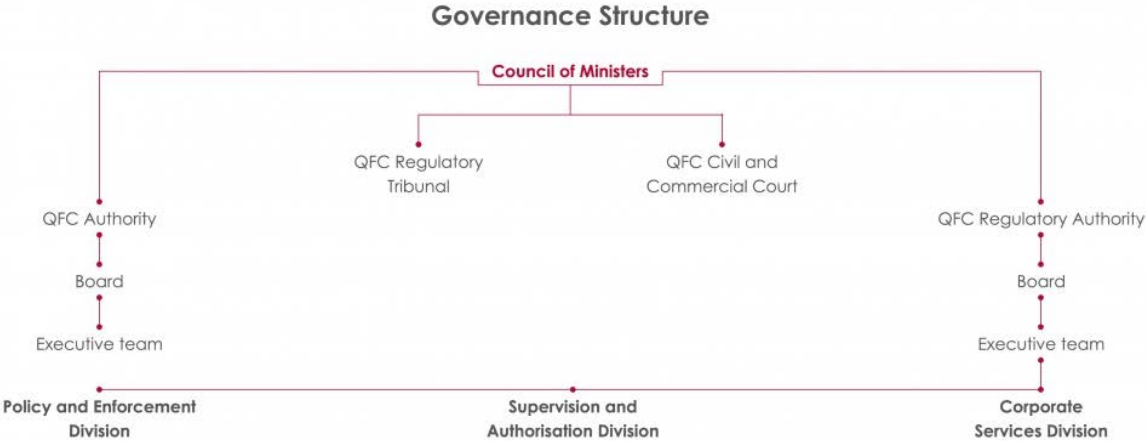 Governance Structure
Council of Ministers
QFC Regulatory
Tribunal
QFC Civil and
Commercial Court
QFC Authority
QFC Regulatory Authority
Board
Board
Executive team
Executive team
Policy and Enforcement
Division
Supervision and
Authorisation Division
Corporate
Services Division